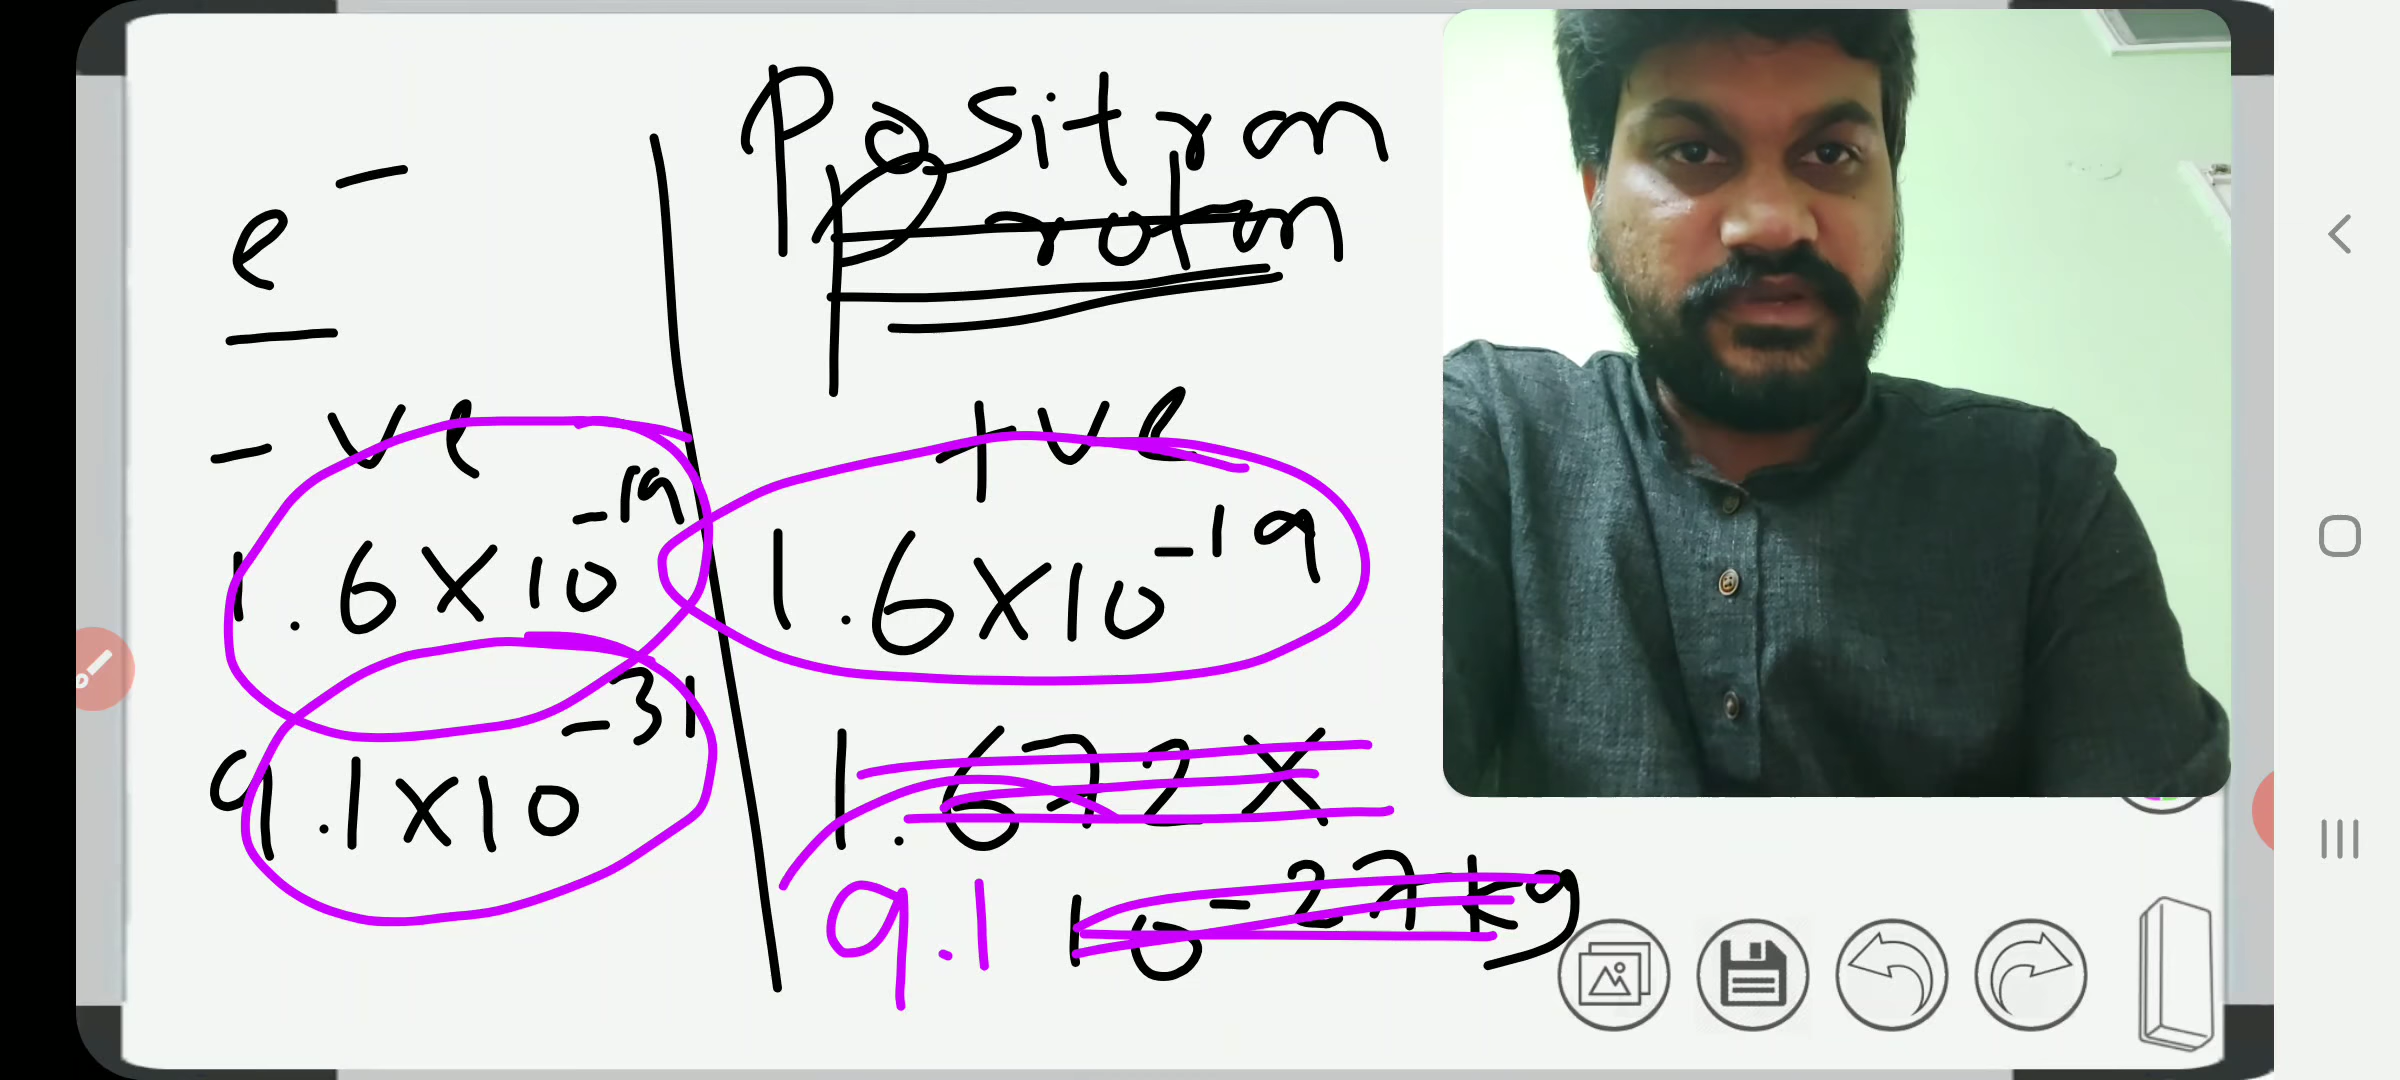 e⁻
-ve
1.6X10⁻¹⁹
9.1X10⁻³¹
Positron
Proton
+ve
1.6X10⁻¹⁹
1.672X
10⁻²⁷kg
9.1